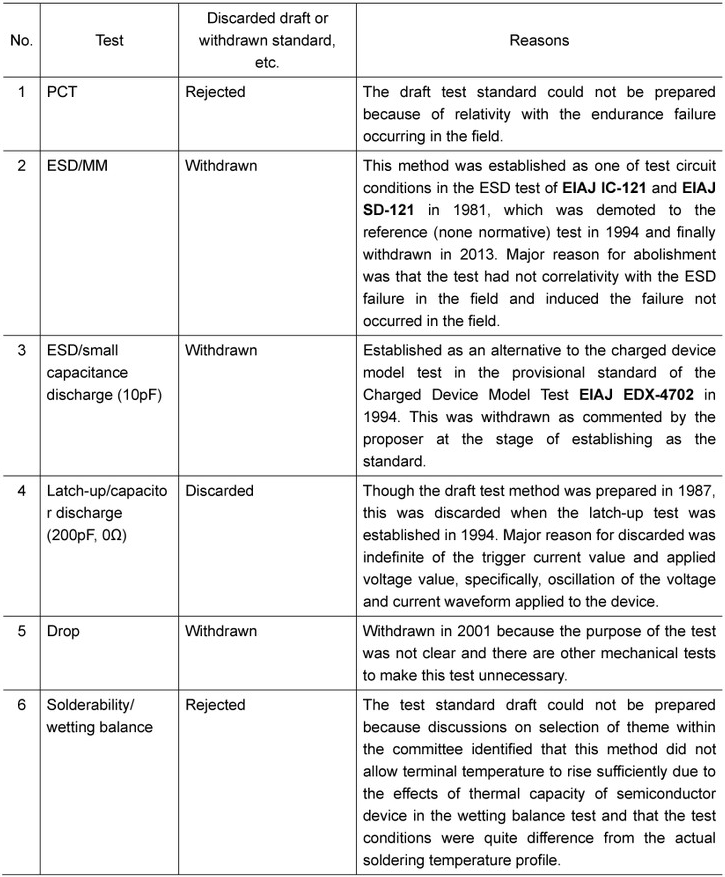 No.
Test
Discarded draft or
withdrawn standard,
etc.
Reasons
1
PCT
Rejected
The draft test standard could not be prepared
because of relativity with the endurance failure
occurring in the field.
2
ESD/MM
Withdrawn
This method was established as one of test circuit
conditions in the ESD test of EIAJ IC-121 and EIAJ
SD-121 in 1981, which was demoted to the
reference (none normative) test in 1994 and finally
withdrawn in 2013. Major reason for abolishment
was that the test had not correlativity with the ESD
failure in the field and induced the failure not
occurred in the field.
3
ESD/small
capacitance
discharge (10pF)
Withdrawn
Established as an alternative to the charged device
model test in the provisional standard of the
Charged Device Model Test EIAJ EDX-4702 in
1994. This was withdrawn as commented by the
proposer at the stage of establishing as the
standard.
4
Latch-up/capacito
r discharge
(200pF, 0Ω)
Discarded
Though the draft test method was prepared in 1987,
this was discarded when the latch-up test was
established in 1994. Major reason for discarded was
indefinite of the trigger current value and applied
voltage value, specifically, oscillation of the voltage
and current waveform applied to the device.
5
Drop
Withdrawn
Withdrawn in 2001 because the purpose of the test
was not clear and there are other mechanical tests
to make this test unnecessary.
6
Solderability/
wetting balance
Rejected
The test standard draft could not be prepared
because discussions on selection of theme within
the committee identified that this method did not
allow terminal temperature to rise sufficiently due to
the effects of thermal capacity of semiconductor
device in the wetting balance test and that the test
conditions were quite difference from the actual
soldering temperature profile.